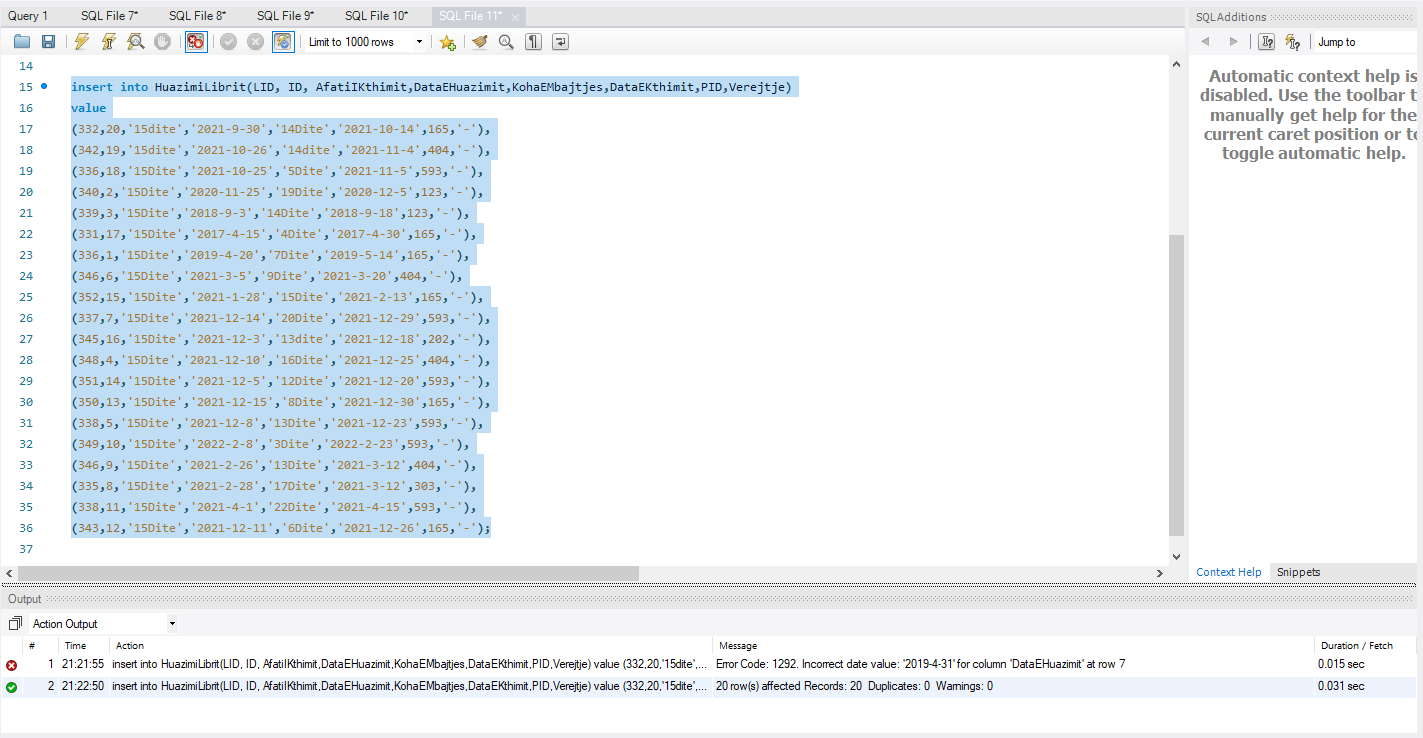 Query 1 SQL File 7* SQL File 8* SQL File 9* SQL File 10* SQL File 11*
Limit to 1000 rows
14
15 insert into HuazimiLibrit(LID, ID, AfatiIKthimit,DataEHuazimit,KohaEMbajtjes,DataEKthimit,PID,Verejtje)
16 value
17 (332,20,'15dite','2021-9-30','14Dite','2021-10-14',165,'-'),
18 (342,19,'15dite','2021-10-26','14dite','2021-11-4',404,'-'),
19 (336,18,'15Dite','2021-10-25','5Dite','2021-11-5',593,'-'),
20 (340,2,'15Dite','2020-11-25','19Dite','2020-12-5',123,'-'),
21 (339,3,'15Dite','2018-9-3','14Dite','2018-9-18',123,'-'),
22 (331,17,'15Dite','2017-4-15','4Dite','2017-4-30',165,'-'),
23 (336,1,'15Dite','2019-4-20','7Dite','2019-5-14',165,'-'),
24 (346,6,'15Dite','2021-3-5','9Dite','2021-3-20',404,'-'),
25 (352,15,'15Dite','2021-1-28','15Dite','2021-2-13',165,'-'),
26 (337,7,'15Dite','2021-12-14','20Dite','2021-12-29',593,'-'),
27 (345,16,'15Dite','2021-12-3','13dite','2021-12-18',202,'-'),
28 (348,4,'15Dite','2021-12-10','16Dite','2021-12-25',404,'-'),
29 (351,14,'15Dite','2021-12-5','12Dite','2021-12-20',593,'-'),
30 (350,13,'15Dite','2021-12-15','8Dite','2021-12-30',165,'-'),
31 (338,5,'15Dite','2021-12-8','13Dite','2021-12-23',593,'-'),
32 (349,10,'15Dite','2022-2-8','3Dite','2022-2-23',593,'-'),
33 (346,9,'15Dite','2021-2-26','13Dite','2021-3-12',404,'-'),
34 (335,8,'15Dite','2021-2-28','17Dite','2021-3-12',303,'-'),
35 (338,11,'15Dite','2021-4-1','22Dite','2021-4-15',593,'-'),
36 (343,12,'15Dite','2021-12-11','6Dite','2021-12-26',165,'-');
37
SQLAdditions
Jump to
Automatic context help is
disabled. Use the toolbar t
manually get help for the
current caret position or to
toggle automatic help.
Context Help Snippets
Output
Action Output
# Time Action Message Duration / Fetch
1 21:21:55 insert into HuazimiLibrit(LID, ID, AfatiIKthimit,DataEHuazimit,KohaEMbajtjes,DataEKthimit,PID,Verejtje) value (332,20,'15dite',... Error Code: 1292. Incorrect date value: '2019-4-31' for column 'DataEHuazimit' at row 7 0.015 sec
2 21:22:50 insert into HuazimiLibrit(LID, ID, AfatiIKthimit,DataEHuazimit,KohaEMbajtjes,DataEKthimit,PID,Verejtje) value (332,20,'15dite',... 20 row(s) affected Records: 20 Duplicates: 0 Warnings: 0 0.031 sec